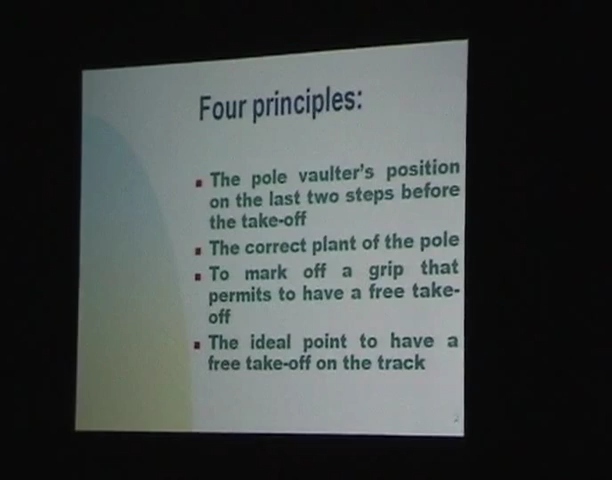 Four principles:
The pole vaulter's position
on the last two steps before
the take-off
The correct plant of the pole
To mark off a grip that
permits to have a free take-
off
The ideal point to have a
free take-off on the track
2